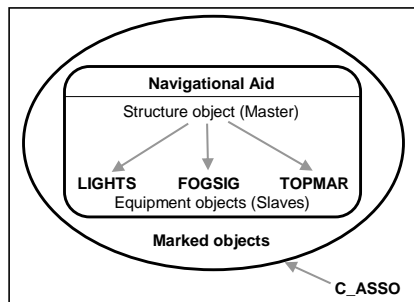 Navigational Aid
Structure object (Master)
LIGHTS FOGSIG TOPMAR
Equipment objects (Slaves)
Marked objects
C_ASSO